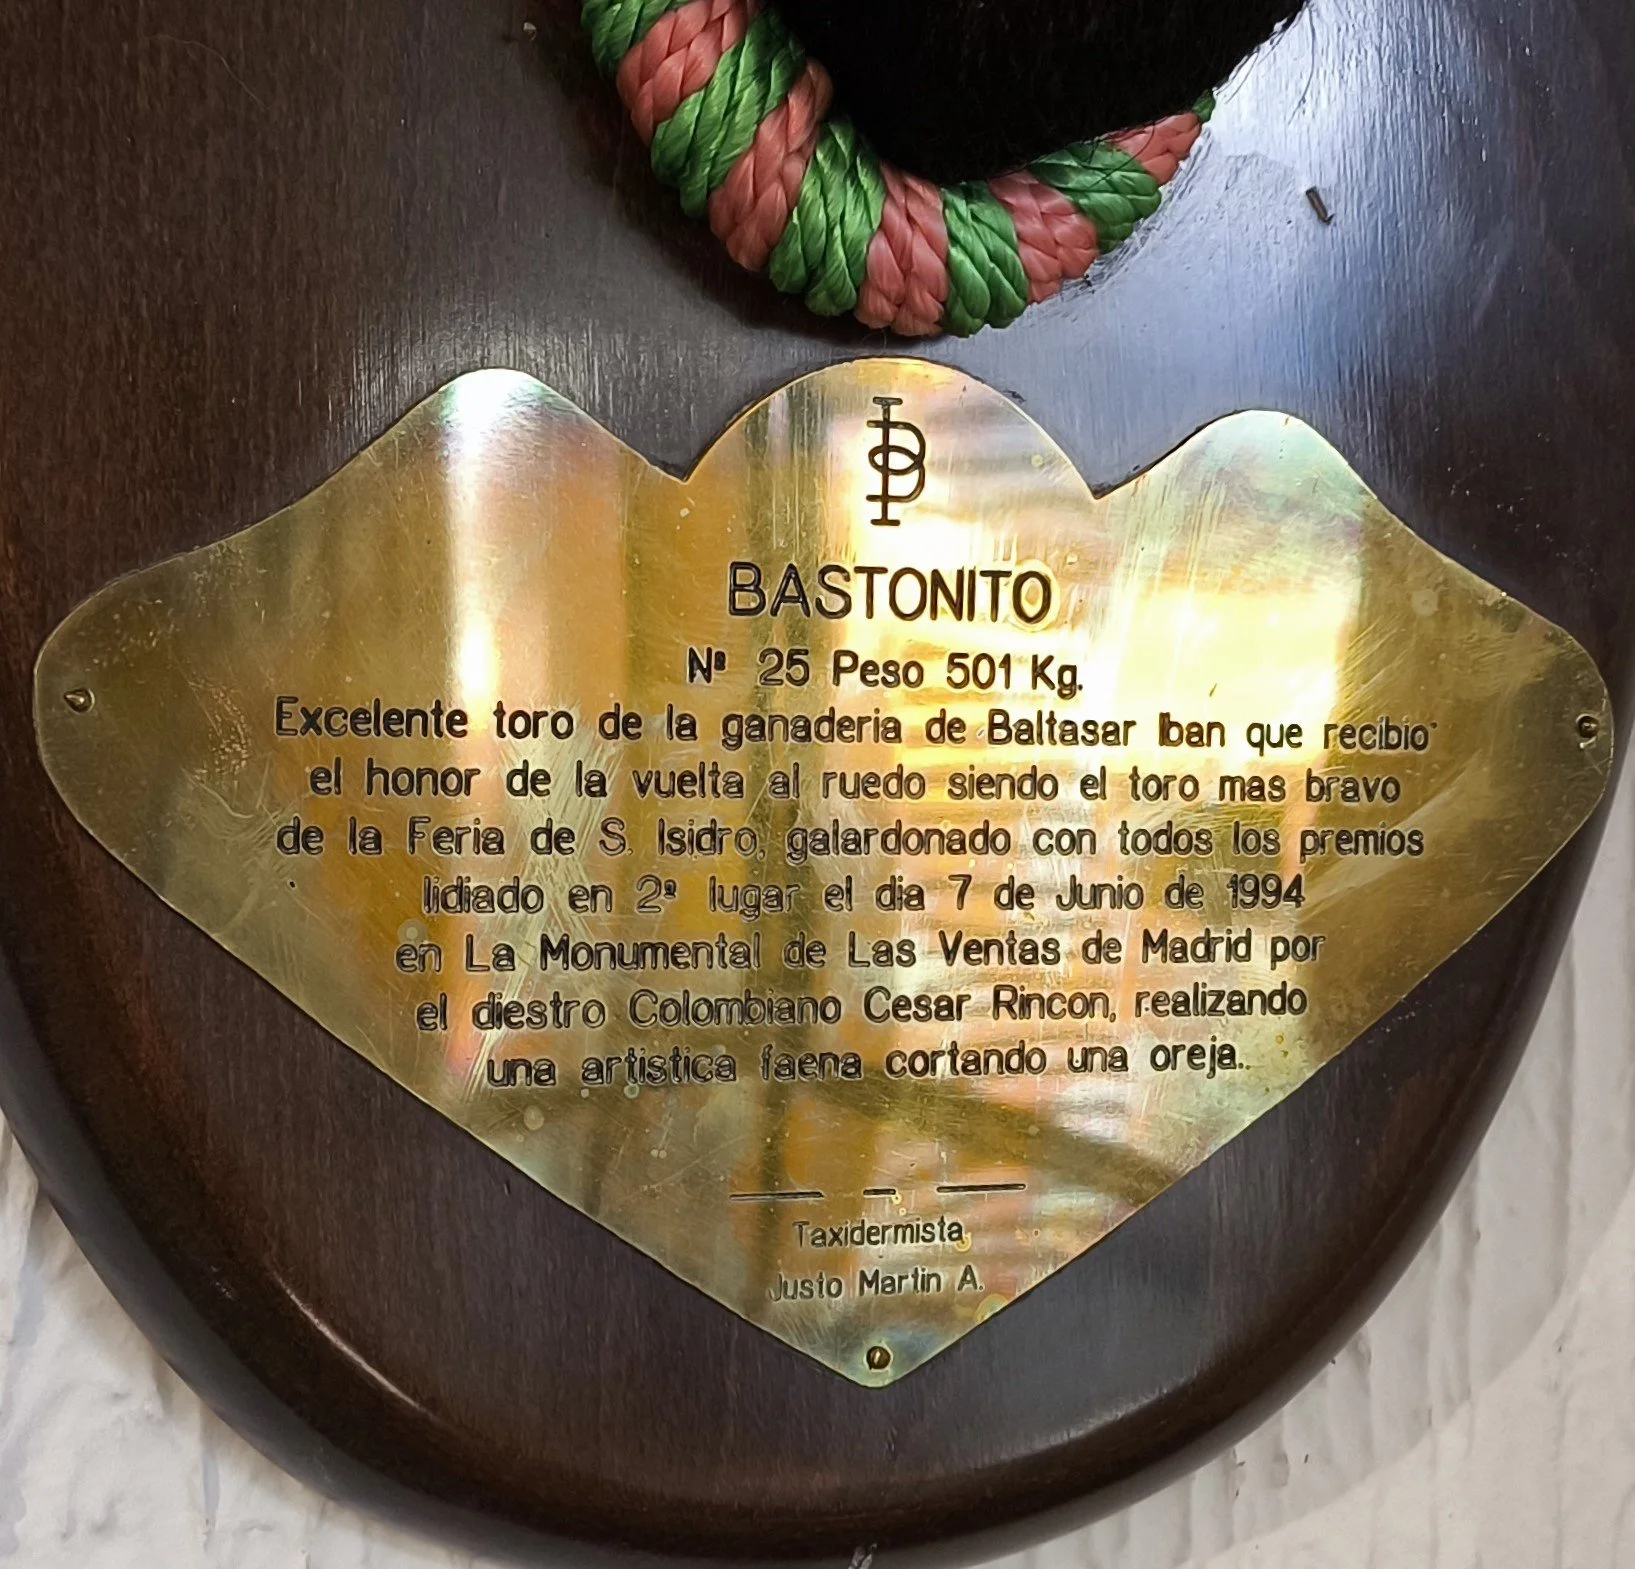 BASTONITO
Nº 25 Peso 501 Kg.
Excelente toro de la ganaderia de Baltasar Iban que recibio
el honor de la vuelta al ruedo siendo el toro mas bravo
de la Feria de S. Isidro, galardonado con todos los premios
lidiado en 2º lugar el dia 7 de Junio de 1994
en La Monumental de Las Ventas de Madrid por
el diestro Colombiano Cesar Rincon, realizando
una artistica faena cortando una oreja.
Taxidermista
Justo Martin A.